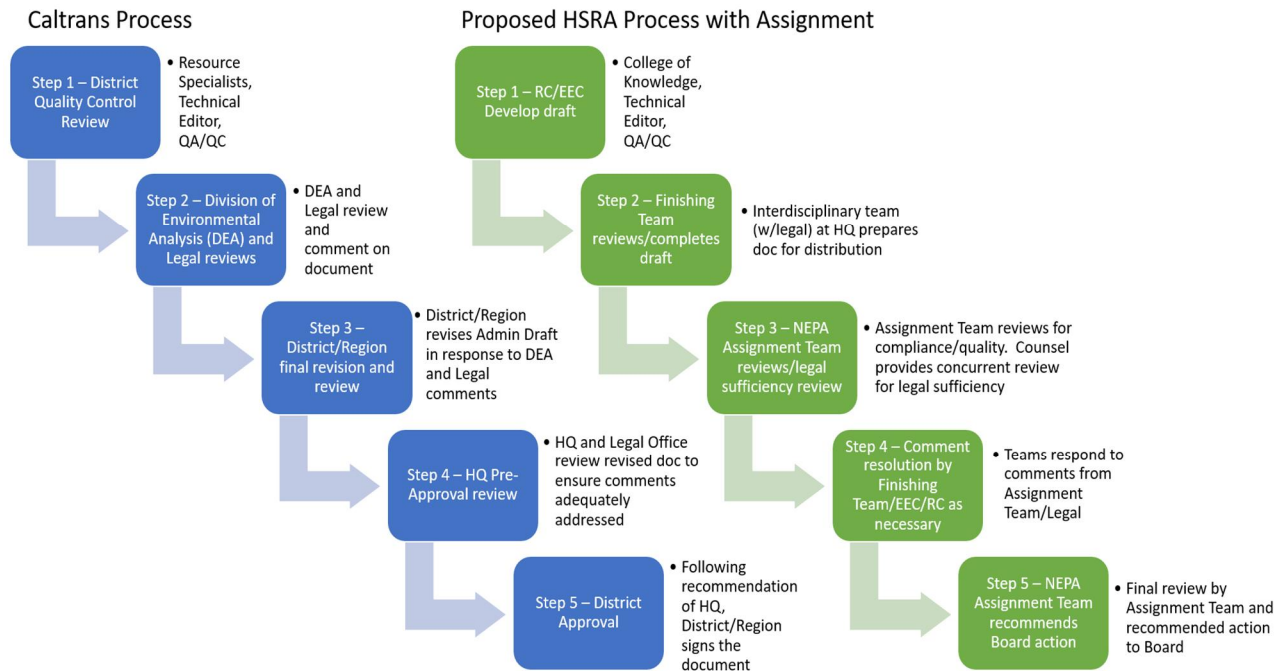 Caltrans Process
Step 1 – District
Quality Control
Review
• Resource
Specialists,
Technical
Editor,
QA/QC
Step 2 – Division of
Environmental
Analysis (DEA) and
Legal reviews
• DEA and
Legal review
and
comment on
document
Step 3 –
District/Region
final revision and
review
• District/Region
revises Admin Draft
in response to DEA
and Legal
comments
Step 4 – HQ Pre-
Approval review
• HQ and Legal Office
review revised doc to
ensure comments
adequately
addressed
Step 5 – District
Approval
• Following
recommendation
of HQ,
District/Region
signs the
document
Proposed HSRA Process with Assignment
Step 1 – RC/EEC
Develop draft
• College of
Knowledge,
Technical
Editor,
QA/QC
Step 2 – Finishing
Team
reviews/completes
draft
• Interdisciplinary team
(w/legal) at HQ prepares
doc for distribution
Step 3 – NEPA
Assignment Team
reviews/legal
sufficiency review
• Assignment Team reviews for
compliance/quality. Counsel
provides concurrent review
for legal sufficiency
Step 4 – Comment
resolution by
Finishing
Team/EEC/RC as
necessary
• Teams respond to
comments from
Assignment
Team/Legal
Step 5 – NEPA
Assignment Team
recommends
Board action
• Final review by
Assignment Team and
recommended action
to Board